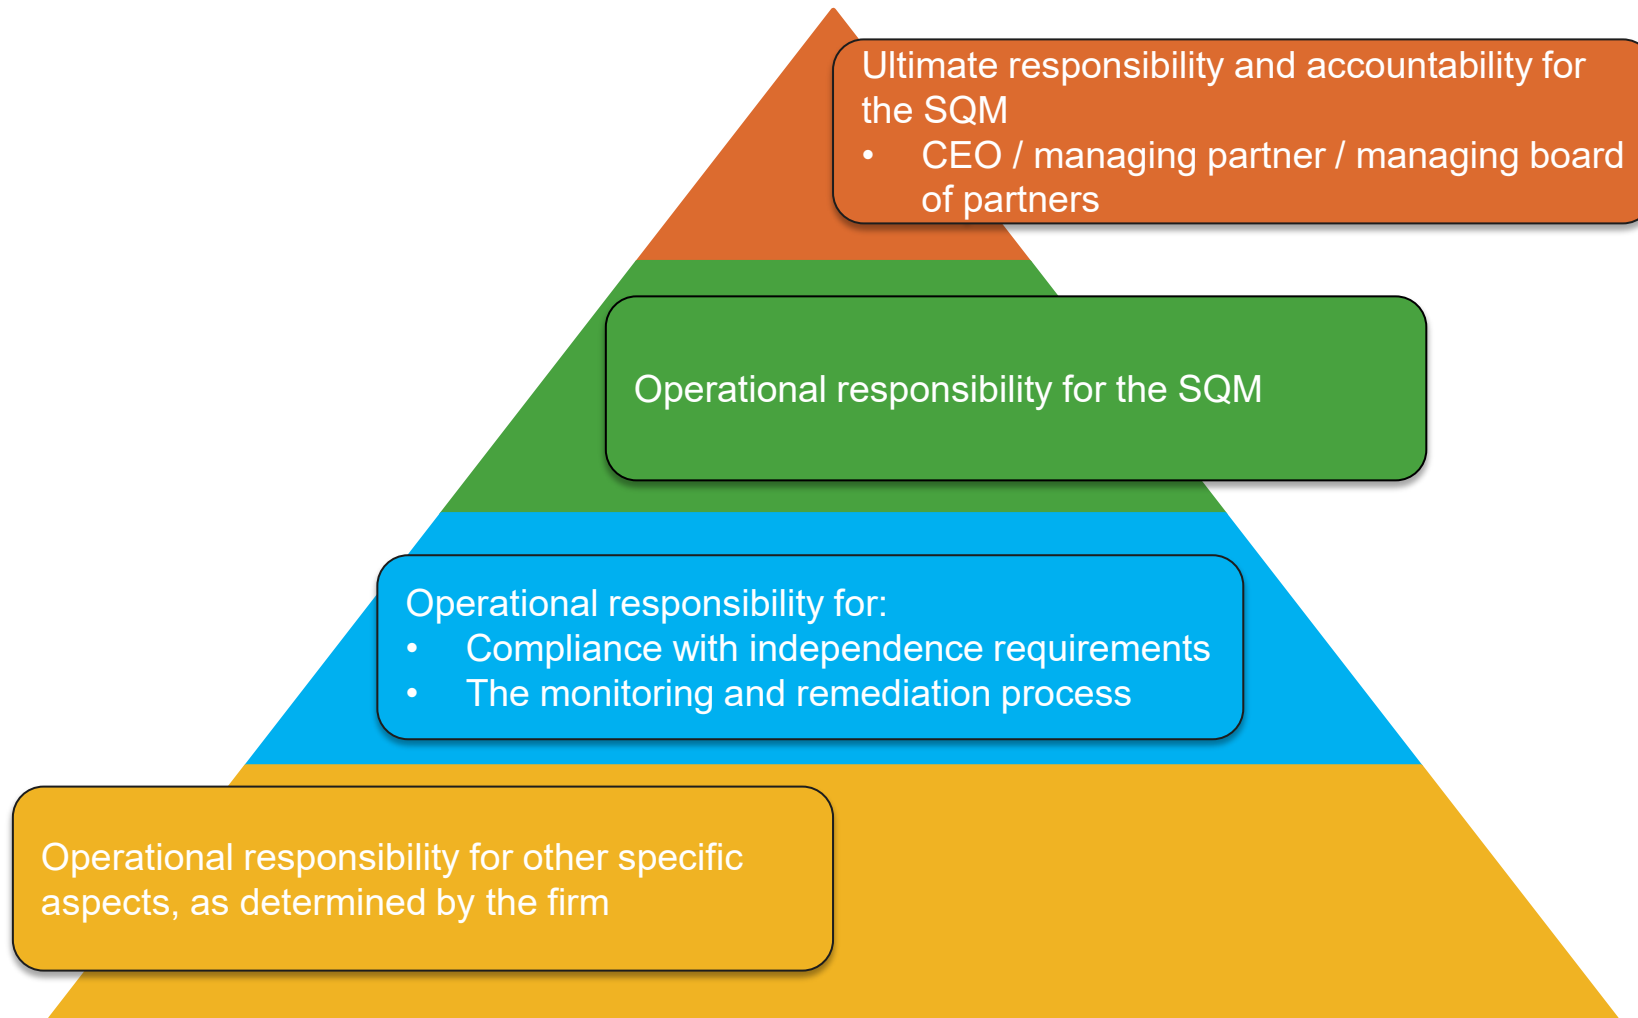 Ultimate responsibility and accountability for
the SQM
• CEO / managing partner / managing board
of partners
Operational responsibility for the SQM
Operational responsibility for:
• Compliance with independence requirements
• The monitoring and remediation process
Operational responsibility for other specific
aspects, as determined by the firm